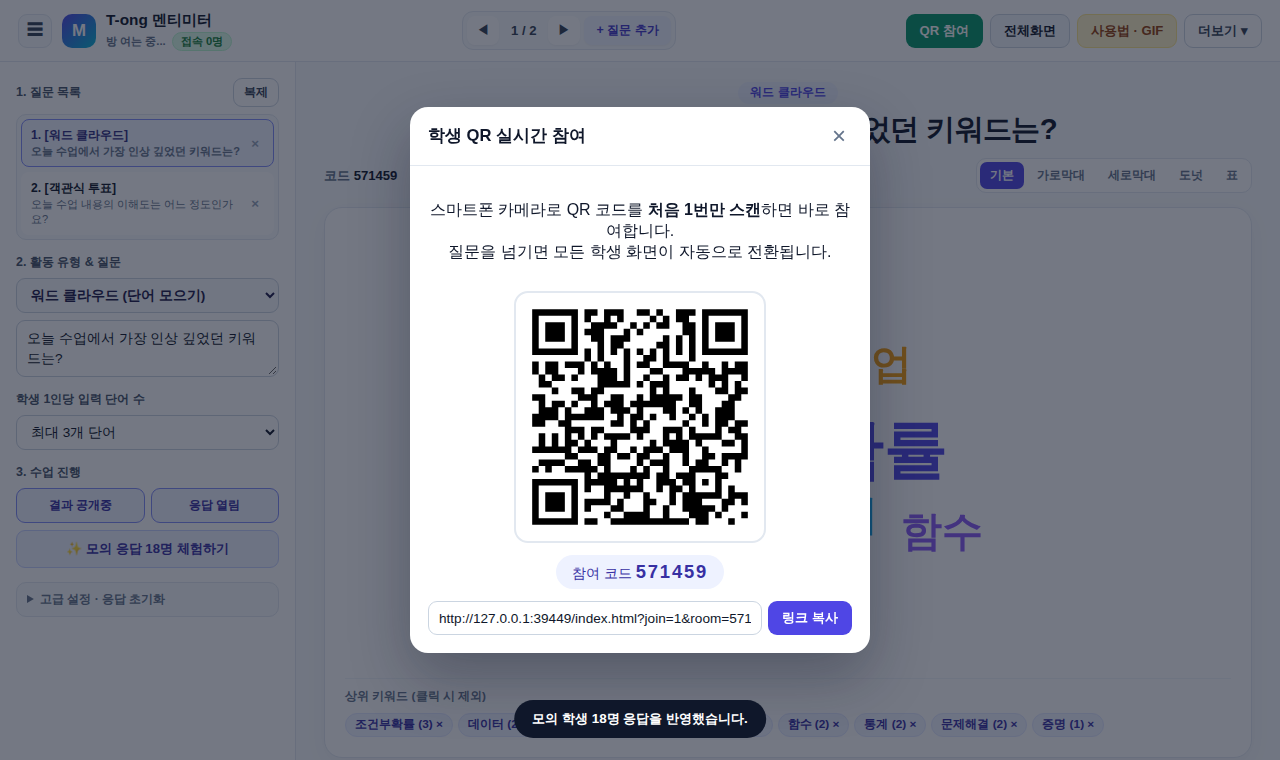 ☰ M T-ong 멘티미터
방 여는 중... 접속 0명
◀ 1 / 2 ▶ + 질문 추가
QR 참여 전체화면 사용법 · GIF 더보기 ▾
1. 질문 목록 복제
1. [워드 클라우드]
오늘 수업에서 가장 인상 깊었던 키워드는? ×
2. [객관식 투표]
오늘 수업 내용의 이해도는 어느 정도인가
요? ×
2. 활동 유형 & 질문
워드 클라우드 (단어 모으기)
오늘 수업에서 가장 인상 깊었던 키워
드는?
학생 1인당 입력 단어 수
최대 3개 단어
3. 수업 진행
결과 공개중 응답 열림
✨ 모의 응답 18명 체험하기
▶ 고급 설정 · 응답 초기화
워드 클라우드
었던 키워드는?
코드 571459
기본 가로막대 세로막대 도넛 표
학생 QR 실시간 참여 ×
스마트폰 카메라로 QR 코드를 처음 1번만 스캔하면 바로 참
여합니다.
질문을 넘기면 모든 학생 화면이 자동으로 전환됩니다.
참여 코드 571459
http://127.0.0.1:39449/index.html?join=1&room=571 링크 복사
업
률
함수
상위 키워드 (클릭 시 제외)
조건부확률 (3) × 데이터 (2 함수 (2) × 통계 (2) × 문제해결 (2) × 증명 (1) ×
모의 학생 18명 응답을 반영했습니다.